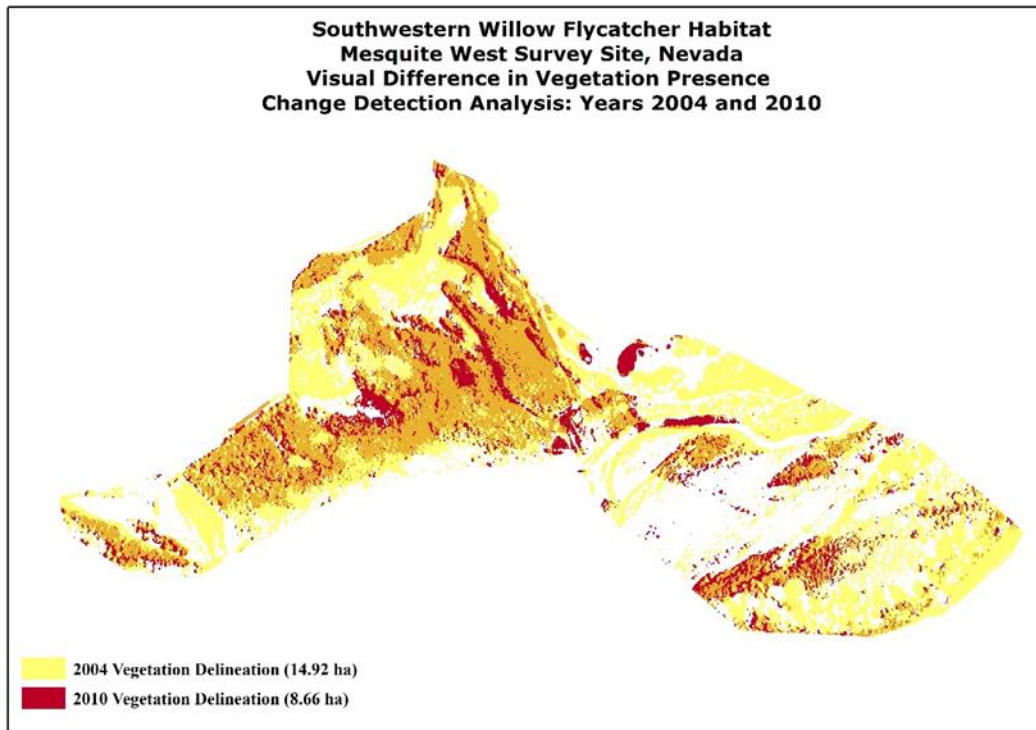 Southwestern Willow Flycatcher Habitat
Mesquite West Survey Site, Nevada
Visual Difference in Vegetation Presence
Change Detection Analysis: Years 2004 and 2010
2004 Vegetation Delineation (14.92 ha)
2010 Vegetation Delineation (8.66 ha)